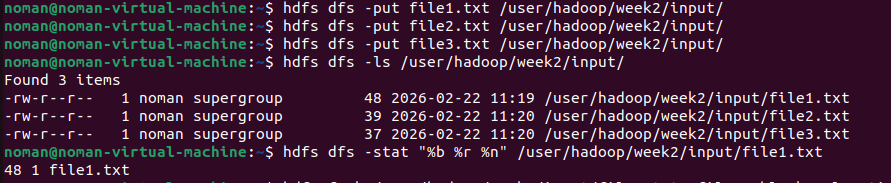 noman@noman-virtual-machine:~$ hdfs dfs -put file1.txt /user/hadoop/week2/input/
noman@noman-virtual-machine:~$ hdfs dfs -put file2.txt /user/hadoop/week2/input/
noman@noman-virtual-machine:~$ hdfs dfs -put file3.txt /user/hadoop/week2/input/
noman@noman-virtual-machine:~$ hdfs dfs -ls /user/hadoop/week2/input/
Found 3 items
-rw-r--r--   1 noman supergroup         48 2026-02-22 11:19 /user/hadoop/week2/input/file1.txt
-rw-r--r--   1 noman supergroup         39 2026-02-22 11:20 /user/hadoop/week2/input/file2.txt
-rw-r--r--   1 noman supergroup         37 2026-02-22 11:20 /user/hadoop/week2/input/file3.txt
noman@noman-virtual-machine:~$ hdfs dfs -stat "%b %r %n" /user/hadoop/week2/input/file1.txt
48 1 file1.txt